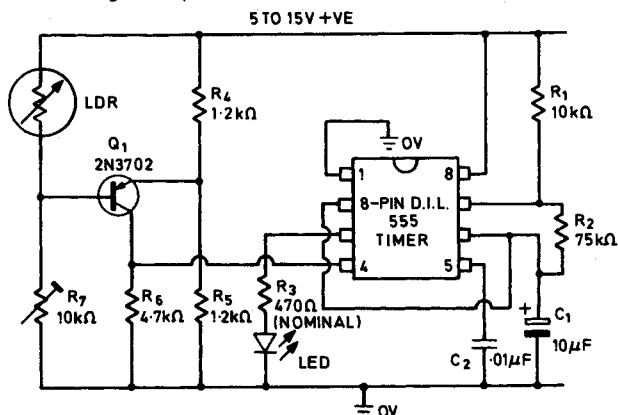 5 TO 15V +VE
LDR
Q1
2N3702
R4
1·2kΩ
0V
R1
10kΩ
1
8
8-PIN D.I.L.
555
TIMER
4
5
R2
75kΩ
R7
10kΩ
R6
4·7kΩ
R5
1·2kΩ
R3
470Ω
(NOMINAL)
LED
C2
·01µF
+
C1
10µF
0V